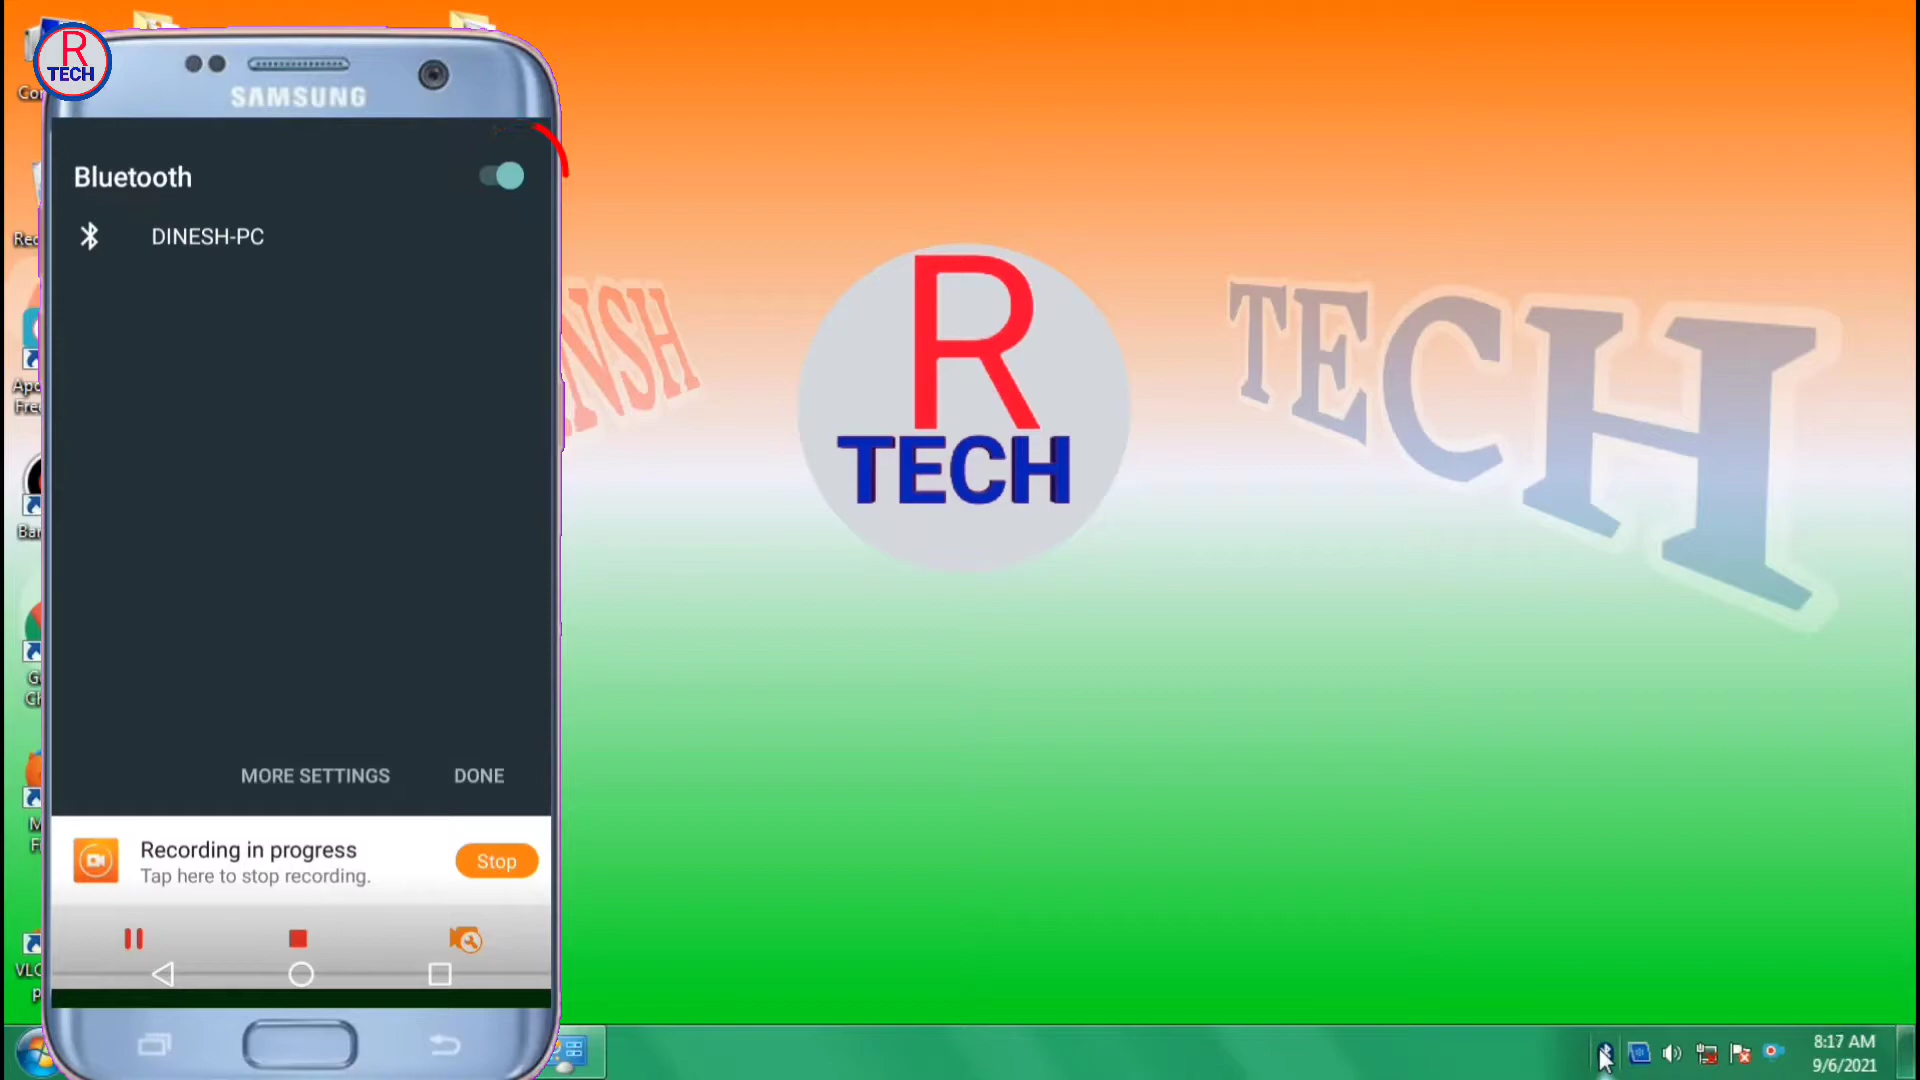 R
TECH
SAMSUNG
Bluetooth
DINESH-PC
MORE SETTINGS
DONE
Recording in progress
Tap here to stop recording.
Stop
NSH
R
TECH
TECH
8:17 AM
9/6/2021